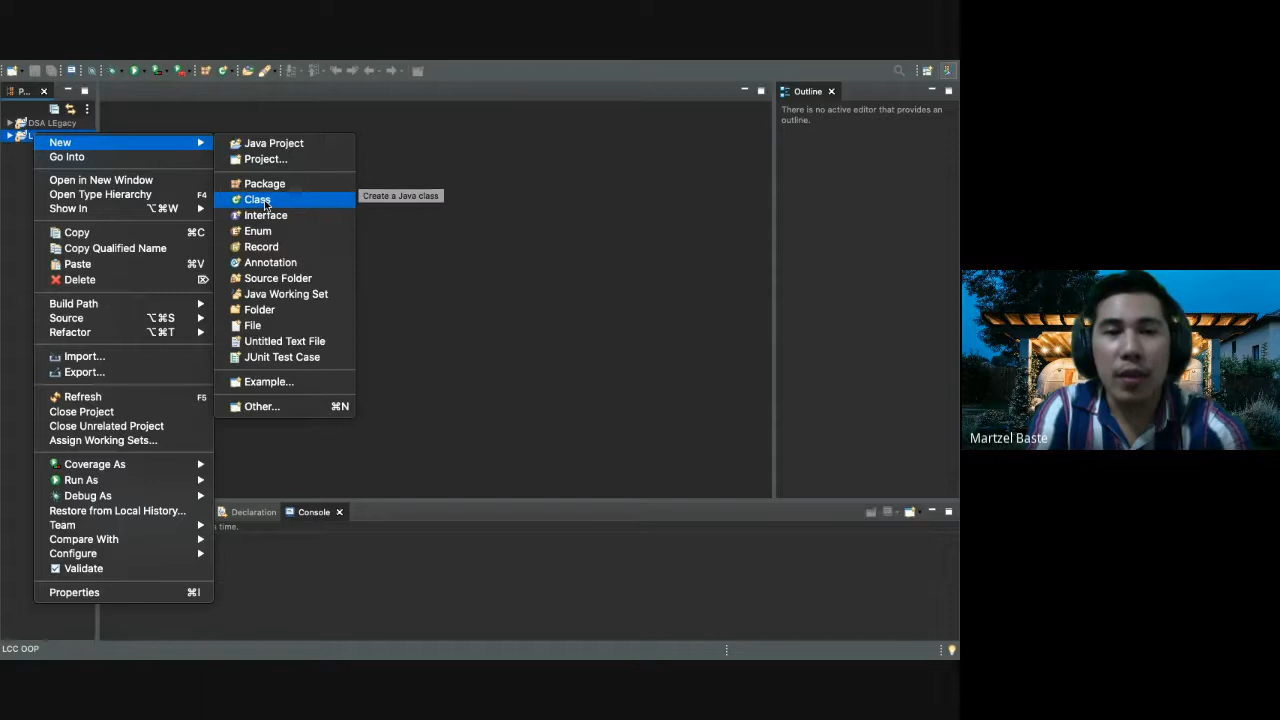 P...
Outline
There is no active editor that provides an
outline.
DSA LEgacy
L
New
Go Into
Open in New Window
Open Type Hierarchy F4
Show In ⌥⌘W
Copy ⌘C
Copy Qualified Name
Paste ⌘V
Delete ⌦
Build Path
Source ⌥⌘S
Refactor ⌥⌘T
Import...
Export...
Refresh F5
Close Project
Close Unrelated Project
Assign Working Sets...
Coverage As
Run As
Debug As
Restore from Local History...
Team
Compare With
Configure
Validate
Properties ⌘I
Java Project
Project...
Package
Class
Interface
Enum
Record
Annotation
Source Folder
Java Working Set
Folder
File
Untitled Text File
JUnit Test Case
Example...
Other... ⌘N
Create a Java class
Declaration
Console
s time.
LCC OOP
Martzel Baste